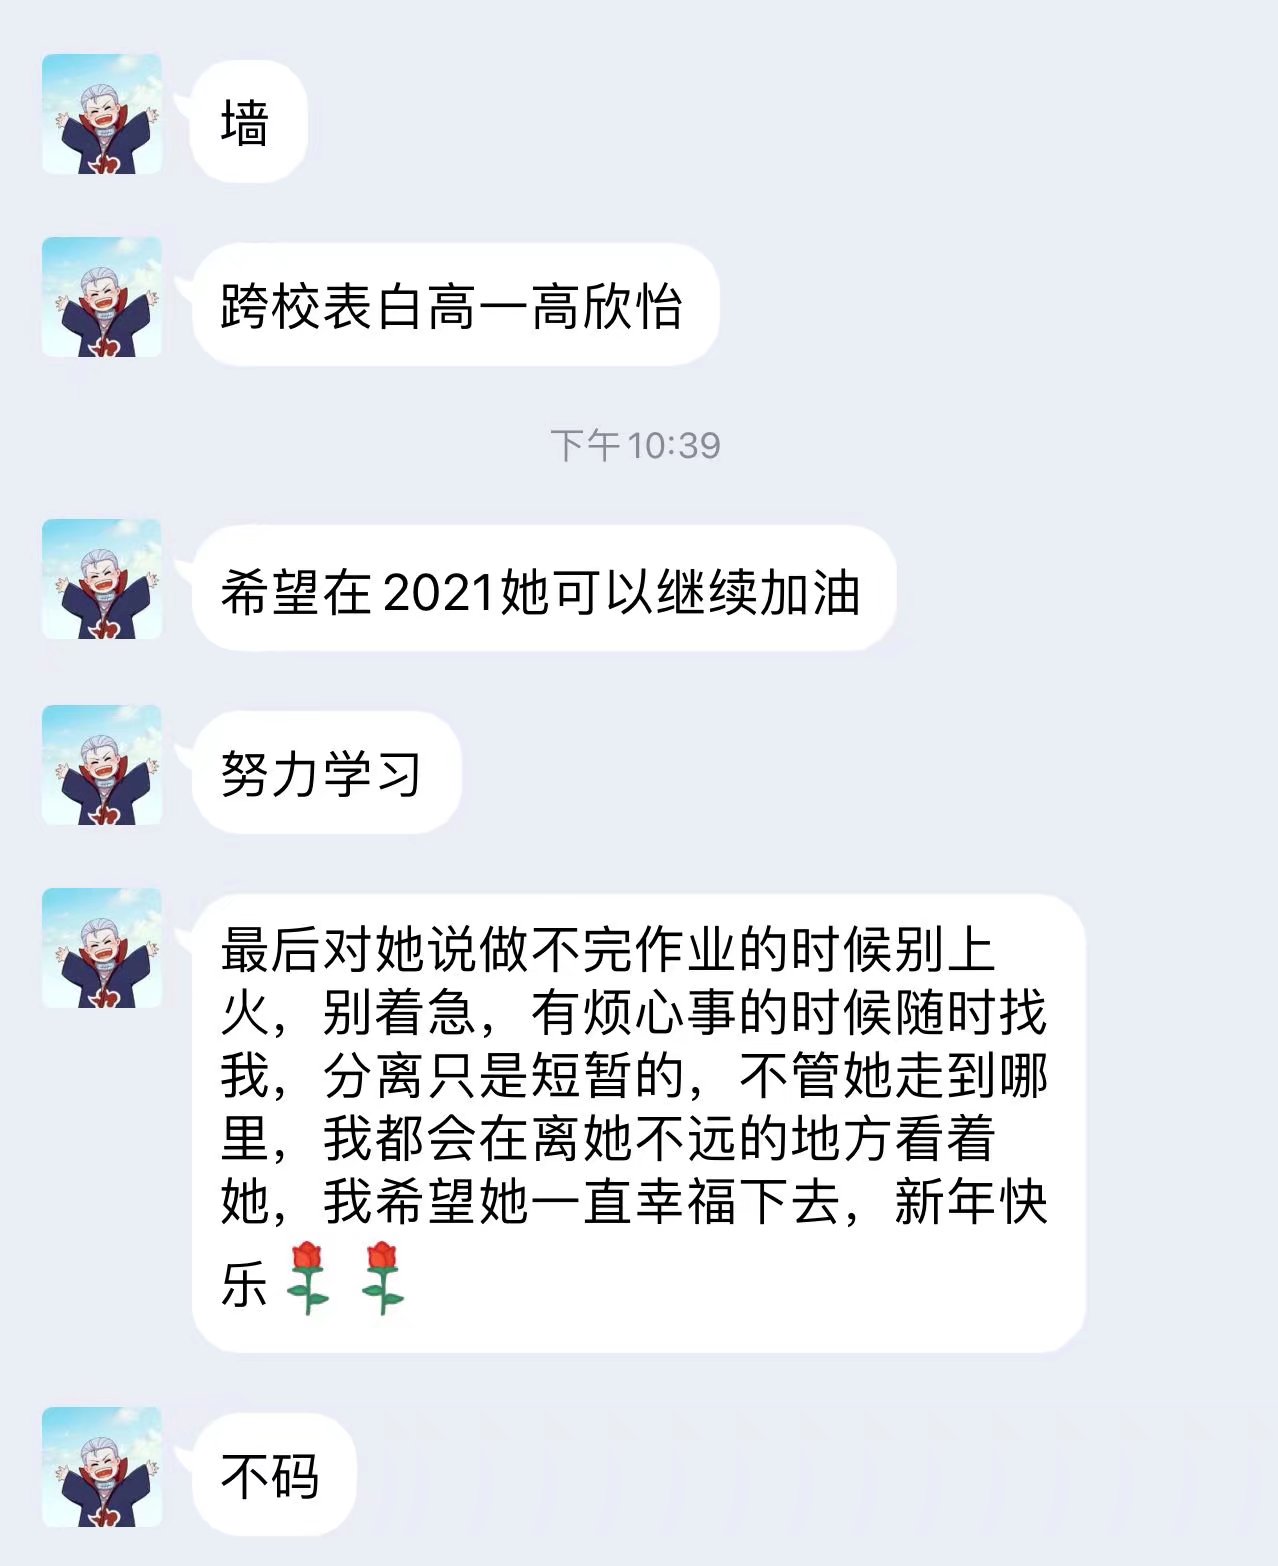 墙
跨校表白高一高欣怡
下午10:39
希望在2021她可以继续加油
努力学习
最后对她说做不完作业的时候别上
火，别着急，有烦心事的时候随时找
我，分离只是短暂的，不管她走到哪
里，我都会在离她不远的地方看着
她，我希望她一直幸福下去，新年快
乐🌹🌹
不码